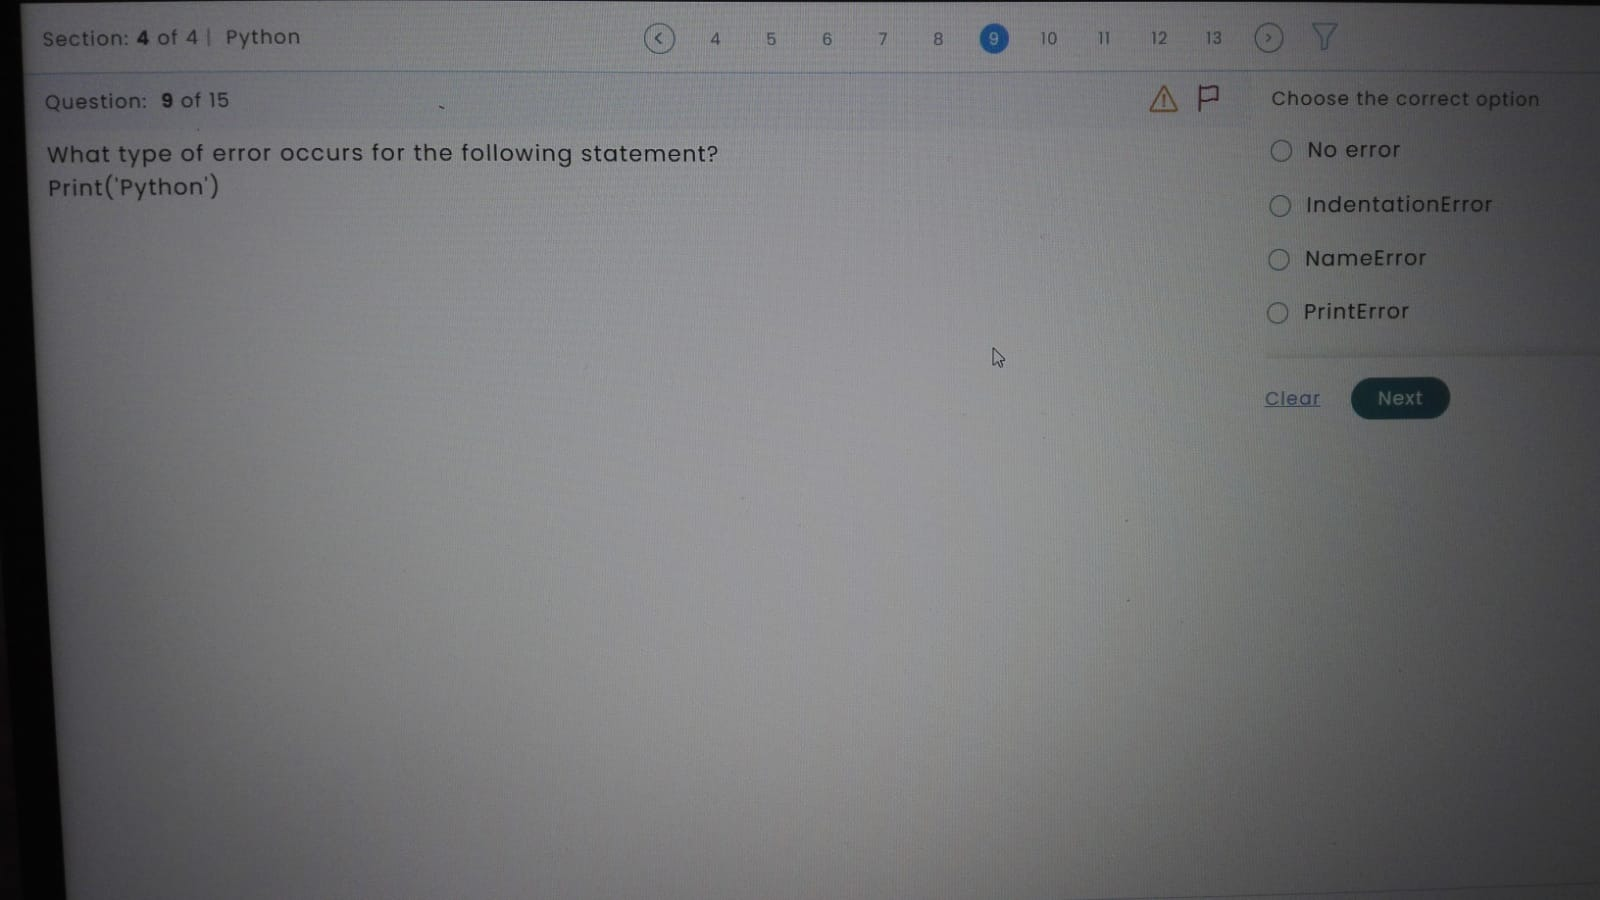 Section: 4 of 4 | Python
4 5 6 7 8 9 10 11 12 13
Question: 9 of 15
What type of error occurs for the following statement?
Print('Python')
Choose the correct option
No error
IndentationError
NameError
PrintError
Clear
Next